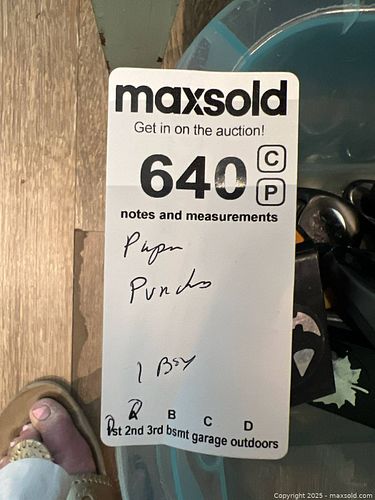 maxsold
Get in on the auction!
640 C
P
notes and measurements
Paper
Punches
1 Box
A B C D
1st 2nd 3rd bsmt garage outdoors
Copyright 2025 - maxsold.com